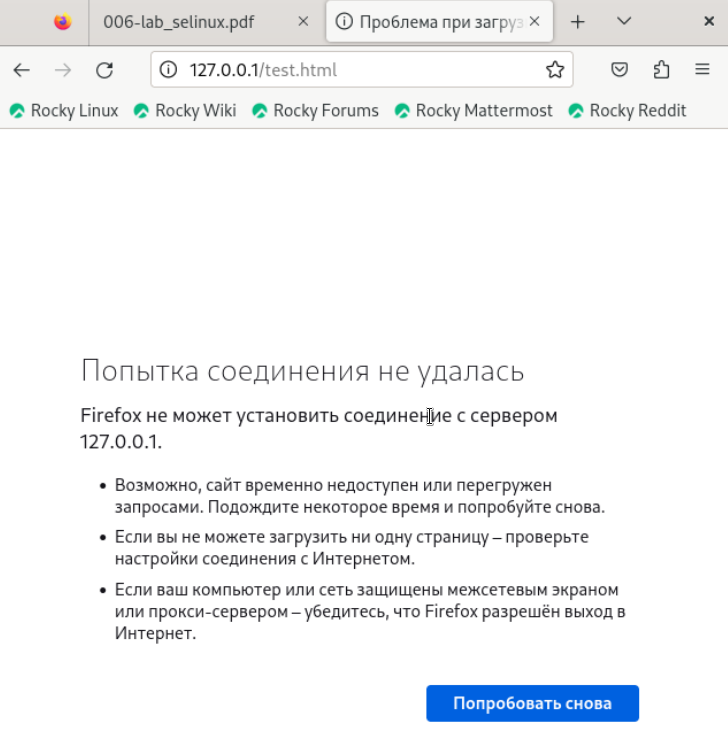 006-lab_selinux.pdf
Проблема при загруз
127.0.0.1/test.html
Rocky Linux Rocky Wiki Rocky Forums Rocky Mattermost Rocky Reddit
Попытка соединения не удалась
Firefox не может установить соединение с сервером
127.0.0.1.
• Возможно, сайт временно недоступен или перегружен
запросами. Подождите некоторое время и попробуйте снова.
• Если вы не можете загрузить ни одну страницу – проверьте
настройки соединения с Интернетом.
• Если ваш компьютер или сеть защищены межсетевым экраном
или прокси-сервером – убедитесь, что Firefox разрешён выход в
Интернет.
Попробовать снова